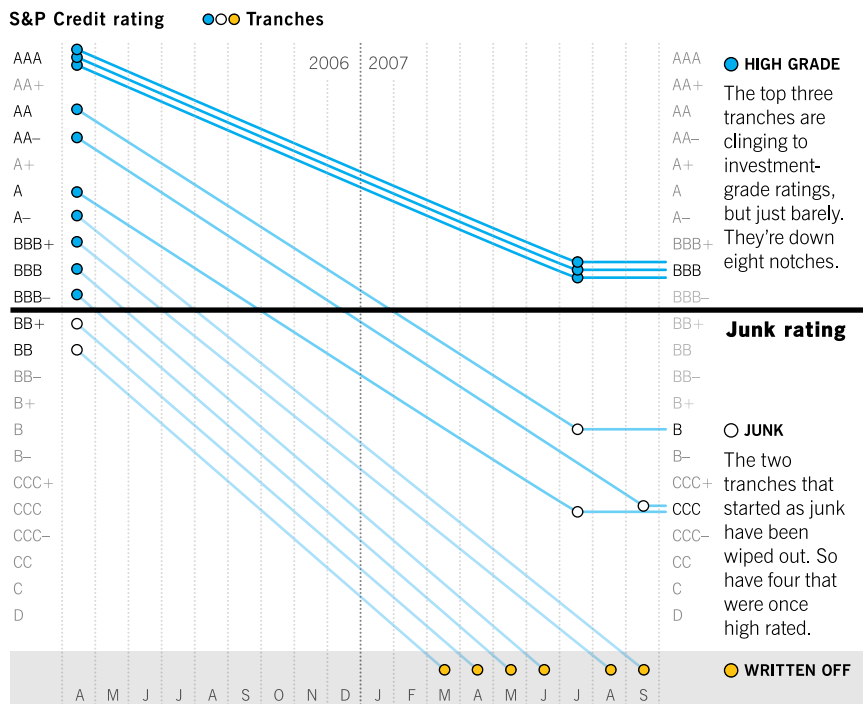 S&P Credit rating
Tranches
2006
2007
AAA
AA+
AA
AA–
A+
A
A–
BBB+
BBB
BBB–
BB+
BB
BB–
B+
B
B–
CCC+
CCC
CCC–
CC
C
D
AAA
AA+
AA
AA–
A+
A
A–
BBB+
BBB
BBB–
BB+
BB
BB–
B+
B
B–
CCC+
CCC
CCC–
CC
C
D
HIGH GRADE
The top three
tranches are
clinging to
investment-
grade ratings,
but just barely.
They're down
eight notches.
Junk rating
JUNK
The two
tranches that
started as junk
have been
wiped out. So
have four that
were once
high rated.
WRITTEN OFF
A M J J A S O N D J F M A M J J A S